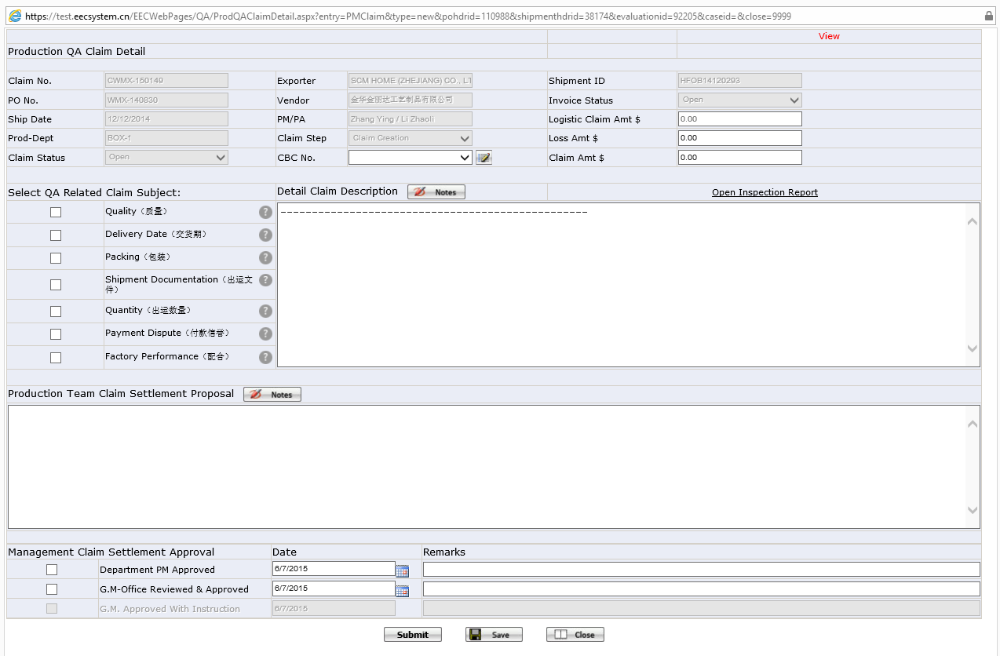 https://test.eecsystem.cn/EECWebPages/QA/ProdQAClaimDetail.aspx?entry=PMClaim&type=new&pohdrid=110988&shipmenthdrid=38174&evaluationid=92205&caseid=&close=9999
View
Production QA Claim Detail
Claim No. CWMX-150149 Exporter SCM HOME (ZHEJIANG) CO., LT Shipment ID HFOB14120293
PO No. WMX-140830 Vendor 金华金丽达工艺制品有限公司 Invoice Status Open
Ship Date 12/12/2014 PM/PA Zhang Ying / Li Zhaoli Logistic Claim Amt $ 0.00
Prod-Dept BOX-1 Claim Step Claim Creation Loss Amt $ 0.00
Claim Status Open CBC No. Claim Amt $ 0.00
Select QA Related Claim Subject: Detail Claim Description Notes Open Inspection Report
Quality（质量） ?
-------------------------------------------------
Delivery Date（交货期） ?
Packing（包装） ?
Shipment Documentation（出运文
件） ?
Quantity（出运数量） ?
Payment Dispute（付款信誉） ?
Factory Performance（配合） ?
Production Team Claim Settlement Proposal Notes
Management Claim Settlement Approval Date Remarks
Department PM Approved 6/7/2015
G.M-Office Reviewed & Approved 6/7/2015
G.M. Approved With Instruction 6/7/2015
Submit Save Close